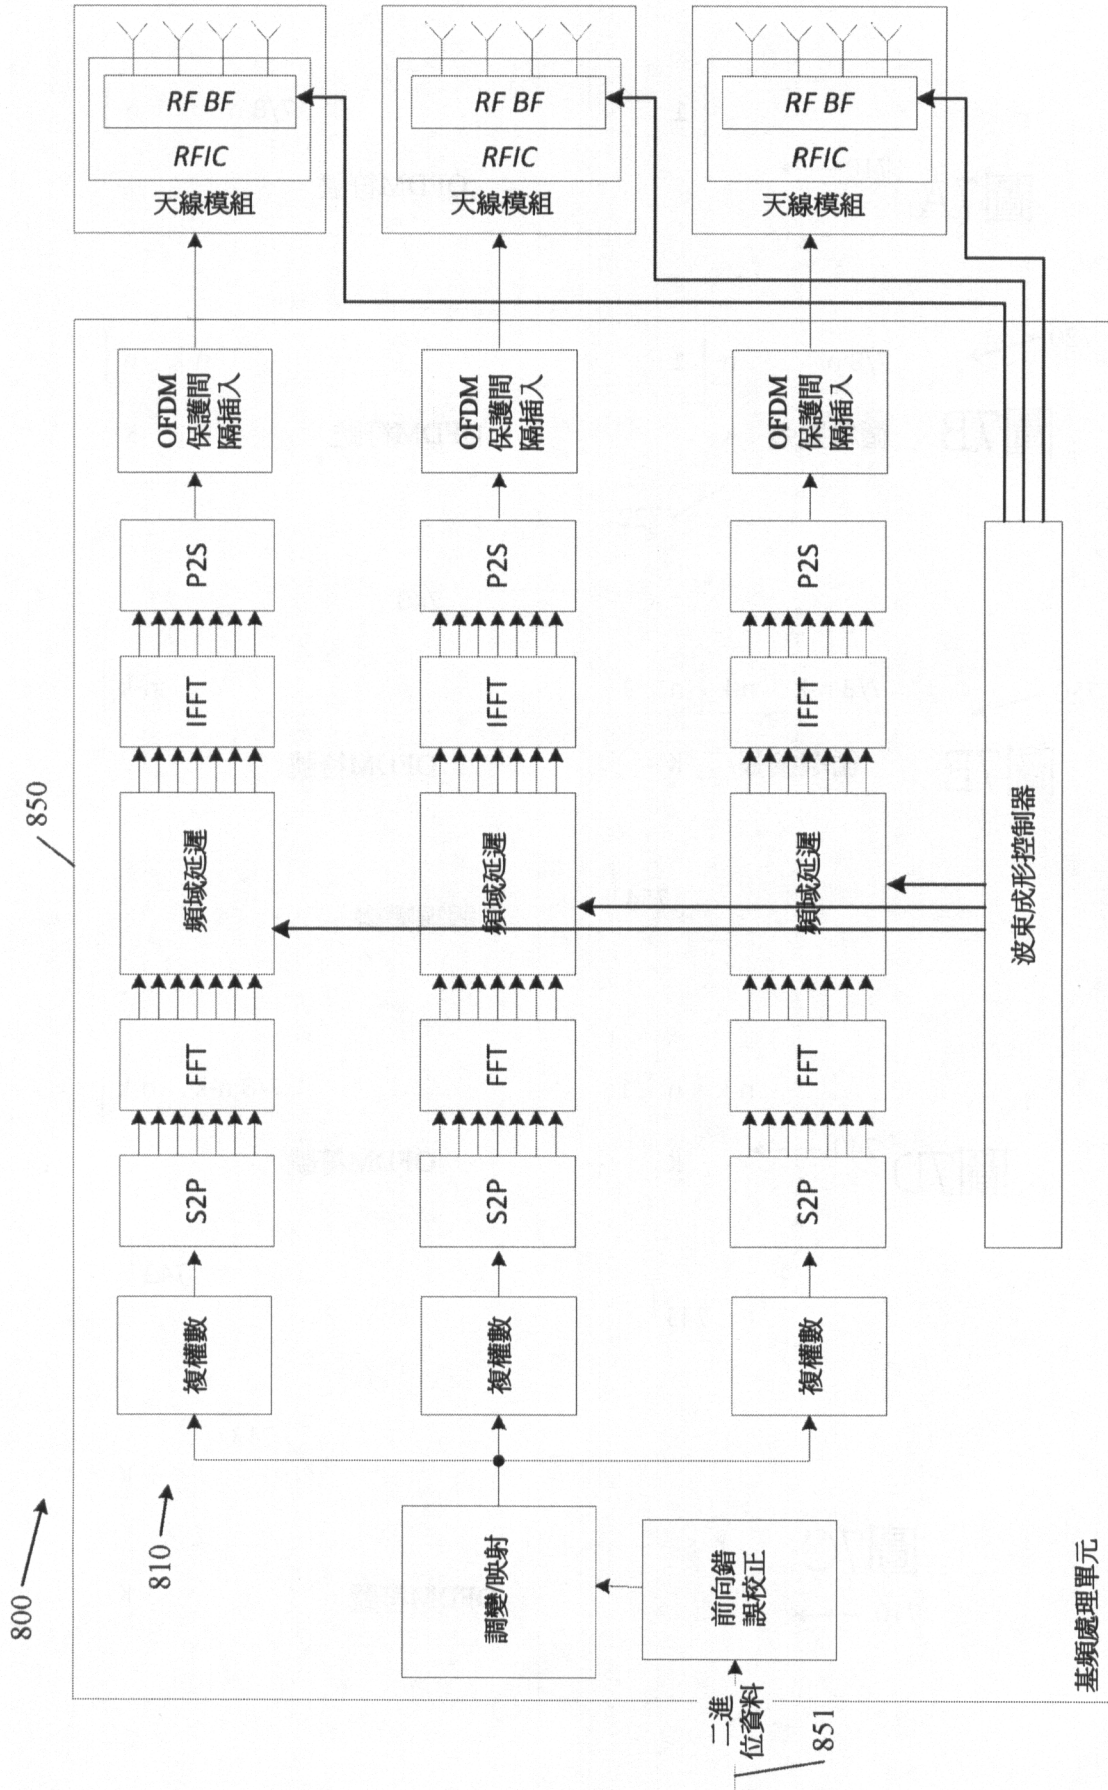 800
810
850
二進
位資料
851
前向錯
誤校正
調變/映射
複權數
S2P
FFT
頻域延遲
IFFT
P2S
OFDM
保護間
隔插入
天線模組
RFIC
RF BF
複權數
S2P
FFT
頻域延遲
IFFT
P2S
OFDM
保護間
隔插入
天線模組
RFIC
RF BF
複權數
S2P
FFT
頻域延遲
IFFT
P2S
OFDM
保護間
隔插入
天線模組
RFIC
RF BF
波束成形控制器
基頻處理單元